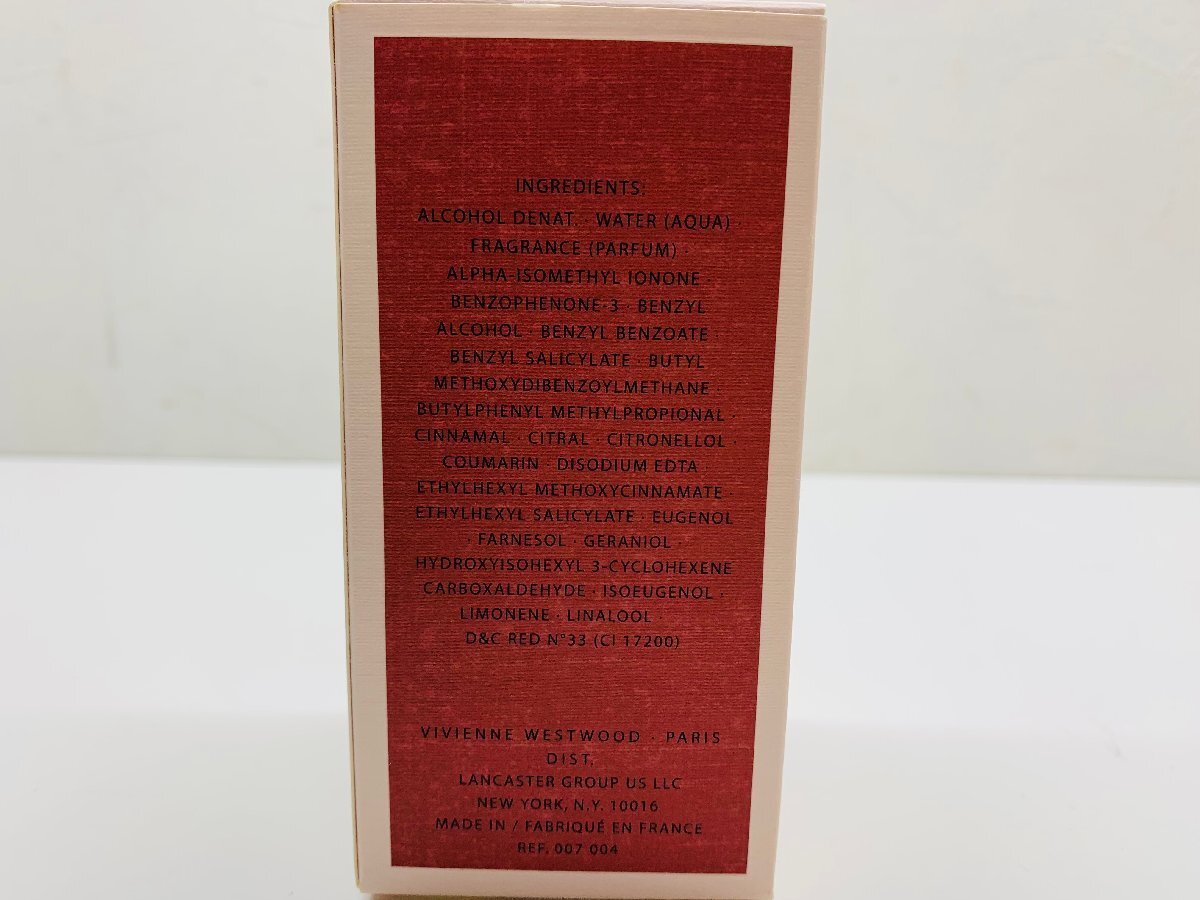 INGREDIENTS:
ALCOHOL DENAT. · WATER (AQUA) ·
FRAGRANCE (PARFUM) ·
ALPHA-ISOMETHYL IONONE ·
BENZOPHENONE-3 · BENZYL
ALCOHOL · BENZYL BENZOATE ·
BENZYL SALICYLATE · BUTYL
METHOXYDIBENZOYLMETHANE ·
BUTYLPHENYL METHYLPROPIONAL ·
CINNAMAL · CITRAL · CITRONELLOL ·
COUMARIN · DISODIUM EDTA ·
ETHYLHEXYL METHOXYCINNAMATE ·
ETHYLHEXYL SALICYLATE · EUGENOL
· FARNESOL · GERANIOL ·
HYDROXYISOHEXYL 3-CYCLOHEXENE
CARBOXALDEHYDE · ISOEUGENOL ·
LIMONENE · LINALOOL ·
D&C RED N°33 (CI 17200)
VIVIENNE WESTWOOD · PARIS
DIST.
LANCASTER GROUP US LLC
NEW YORK, N.Y. 10016
MADE IN / FABRIQUÉ EN FRANCE
REF. 007 004